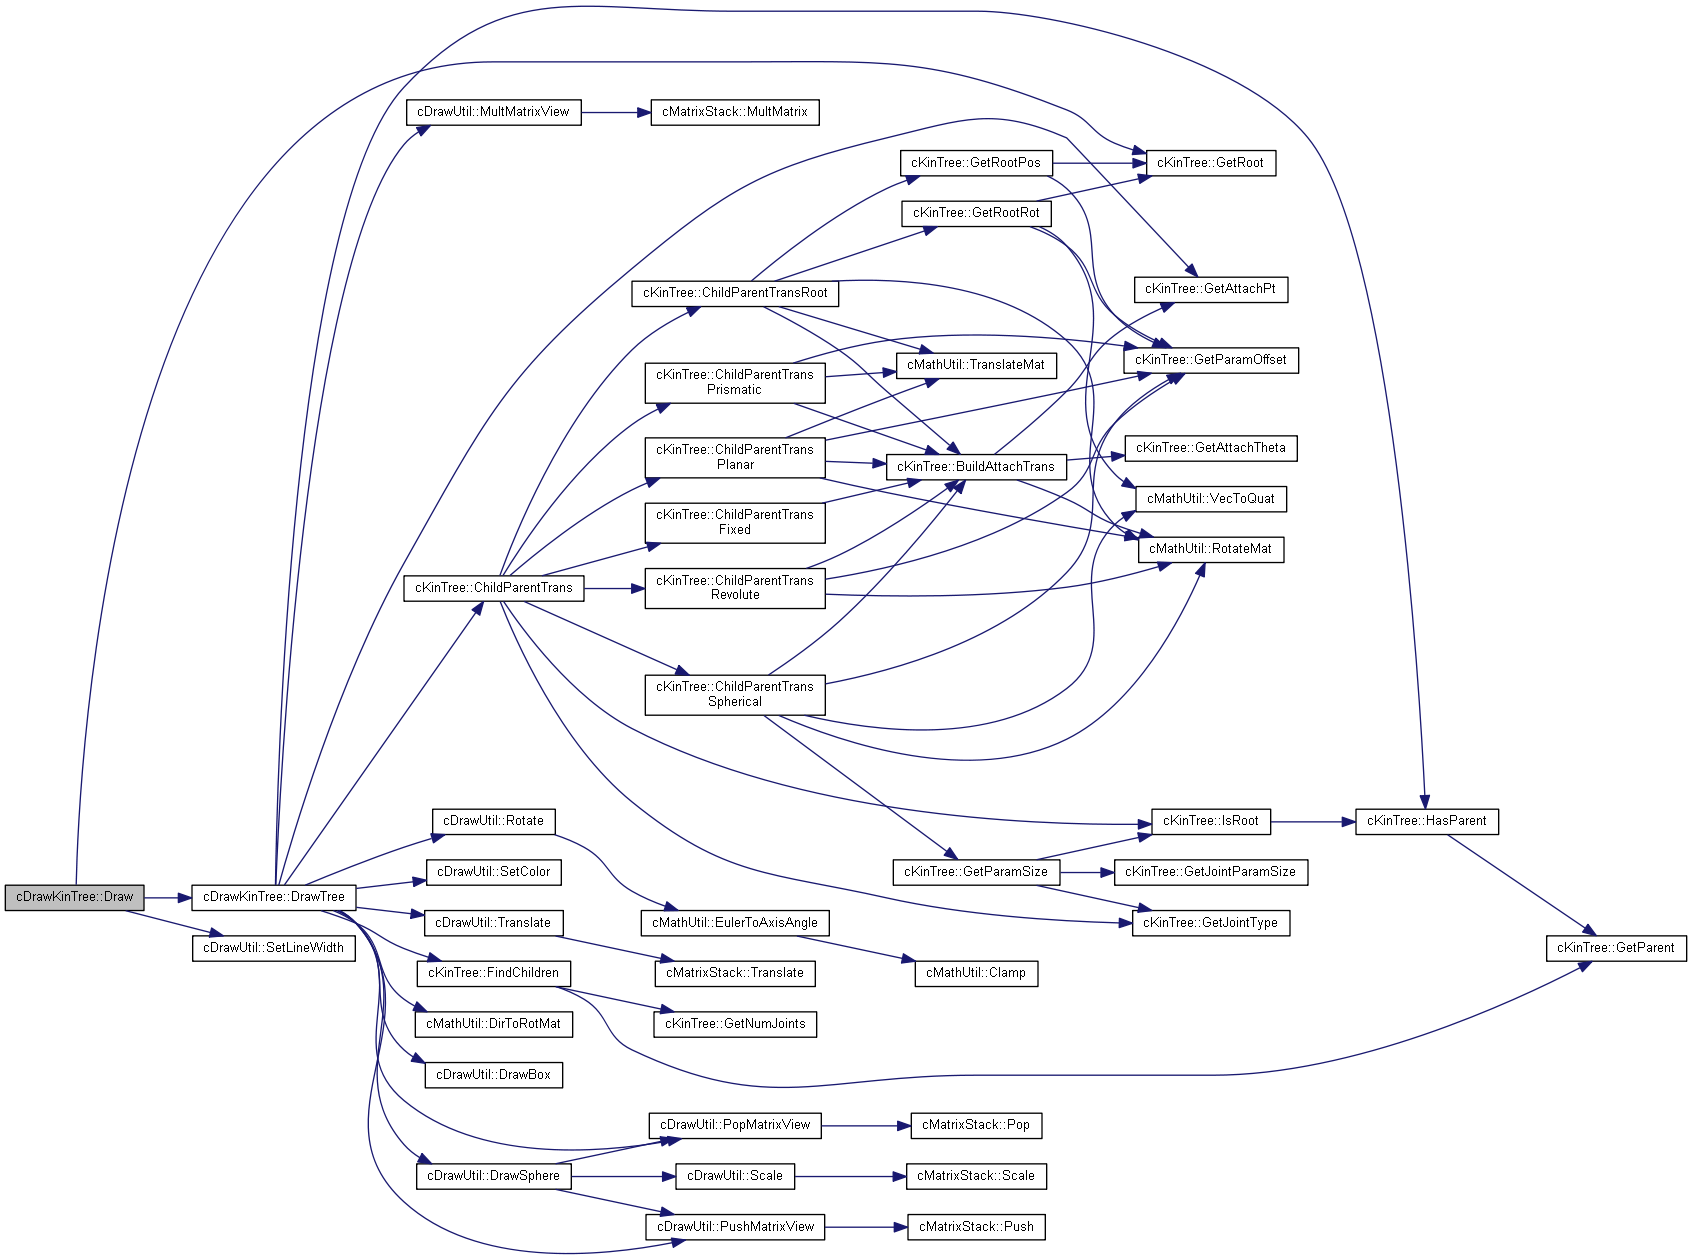 cDrawUtil::MultMatrixView
cMatrixStack::MultMatrix
cKinTree::GetRootPos
cKinTree::GetRoot
cKinTree::GetRootRot
cKinTree::ChildParentTransRoot
cKinTree::GetAttachPt
cKinTree::ChildParentTrans
Prismatic
cMathUtil::TranslateMat
cKinTree::GetParamOffset
cKinTree::ChildParentTrans
Planar
cKinTree::BuildAttachTrans
cKinTree::GetAttachTheta
cKinTree::ChildParentTrans
Fixed
cMathUtil::VecToQuat
cMathUtil::RotateMat
cKinTree::ChildParentTrans
cKinTree::ChildParentTrans
Revolute
cKinTree::ChildParentTrans
Spherical
cDrawUtil::Rotate
cKinTree::IsRoot
cKinTree::HasParent
cDrawUtil::SetColor
cKinTree::GetParamSize
cKinTree::GetJointParamSize
cDrawKinTree::Draw
cDrawKinTree::DrawTree
cDrawUtil::Translate
cMathUtil::EulerToAxisAngle
cKinTree::GetJointType
cDrawUtil::SetLineWidth
cKinTree::GetParent
cKinTree::FindChildren
cMatrixStack::Translate
cMathUtil::Clamp
cMathUtil::DirToRotMat
cKinTree::GetNumJoints
cDrawUtil::DrawBox
cDrawUtil::PopMatrixView
cMatrixStack::Pop
cDrawUtil::DrawSphere
cDrawUtil::Scale
cMatrixStack::Scale
cDrawUtil::PushMatrixView
cMatrixStack::Push